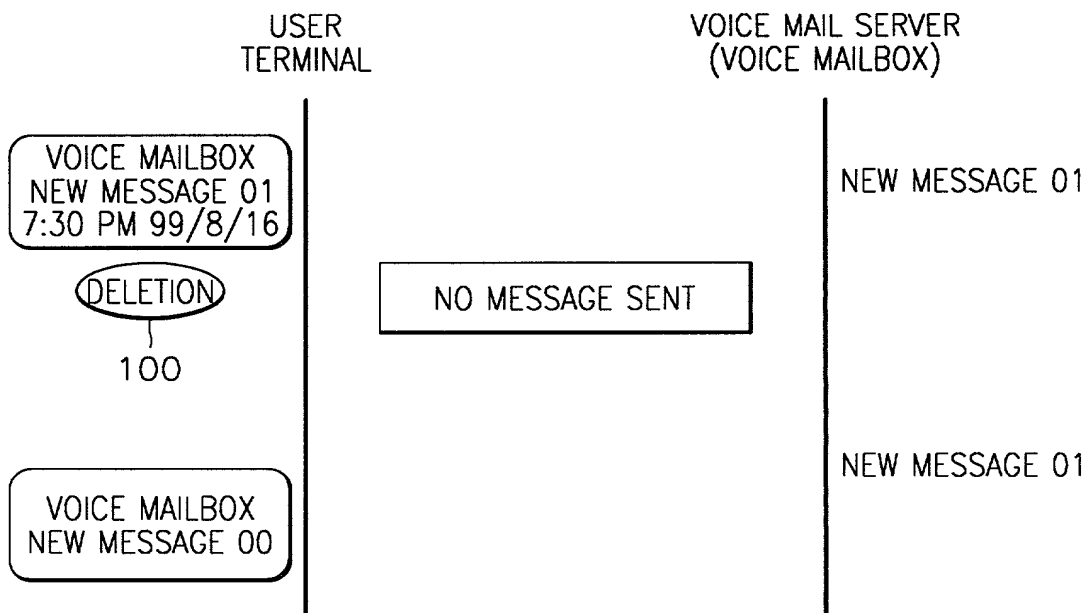 USER
TERMINAL
VOICE MAIL SERVER
(VOICE MAILBOX)
VOICE MAILBOX
NEW MESSAGE 01
7:30 PM 99/8/16
NEW MESSAGE 01
DELETION
NO MESSAGE SENT
100
NEW MESSAGE 01
VOICE MAILBOX
NEW MESSAGE 00